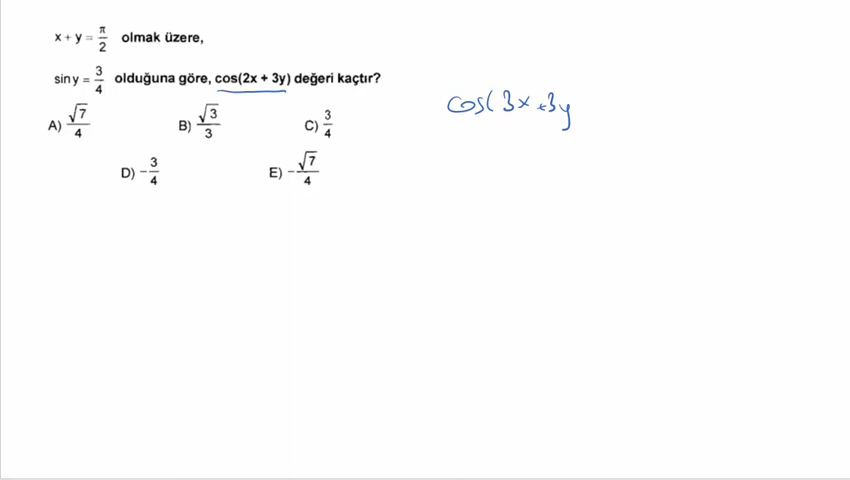 x + y = π/2 olmak üzere,
sin y = 3/4 olduğuna göre, cos(2x + 3y) değeri kaçtır?
cos(3x+3y
A) √7/4 B) √3/3 C) 3/4
D) -3/4 E) -√7/4